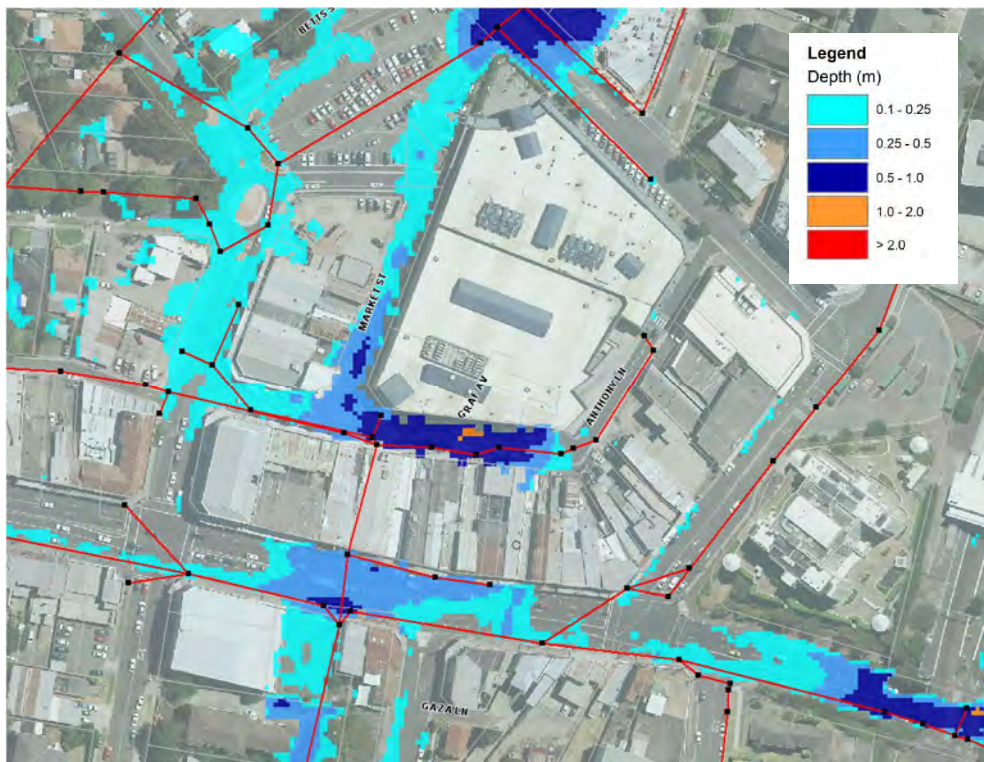 BETTS S
Legend
Depth (m)
0.1 - 0.25
0.25 - 0.5
0.5 - 1.0
1.0 - 2.0
> 2.0
MARKET ST
GRAF AV
ANTHONY LN
GAZA LN